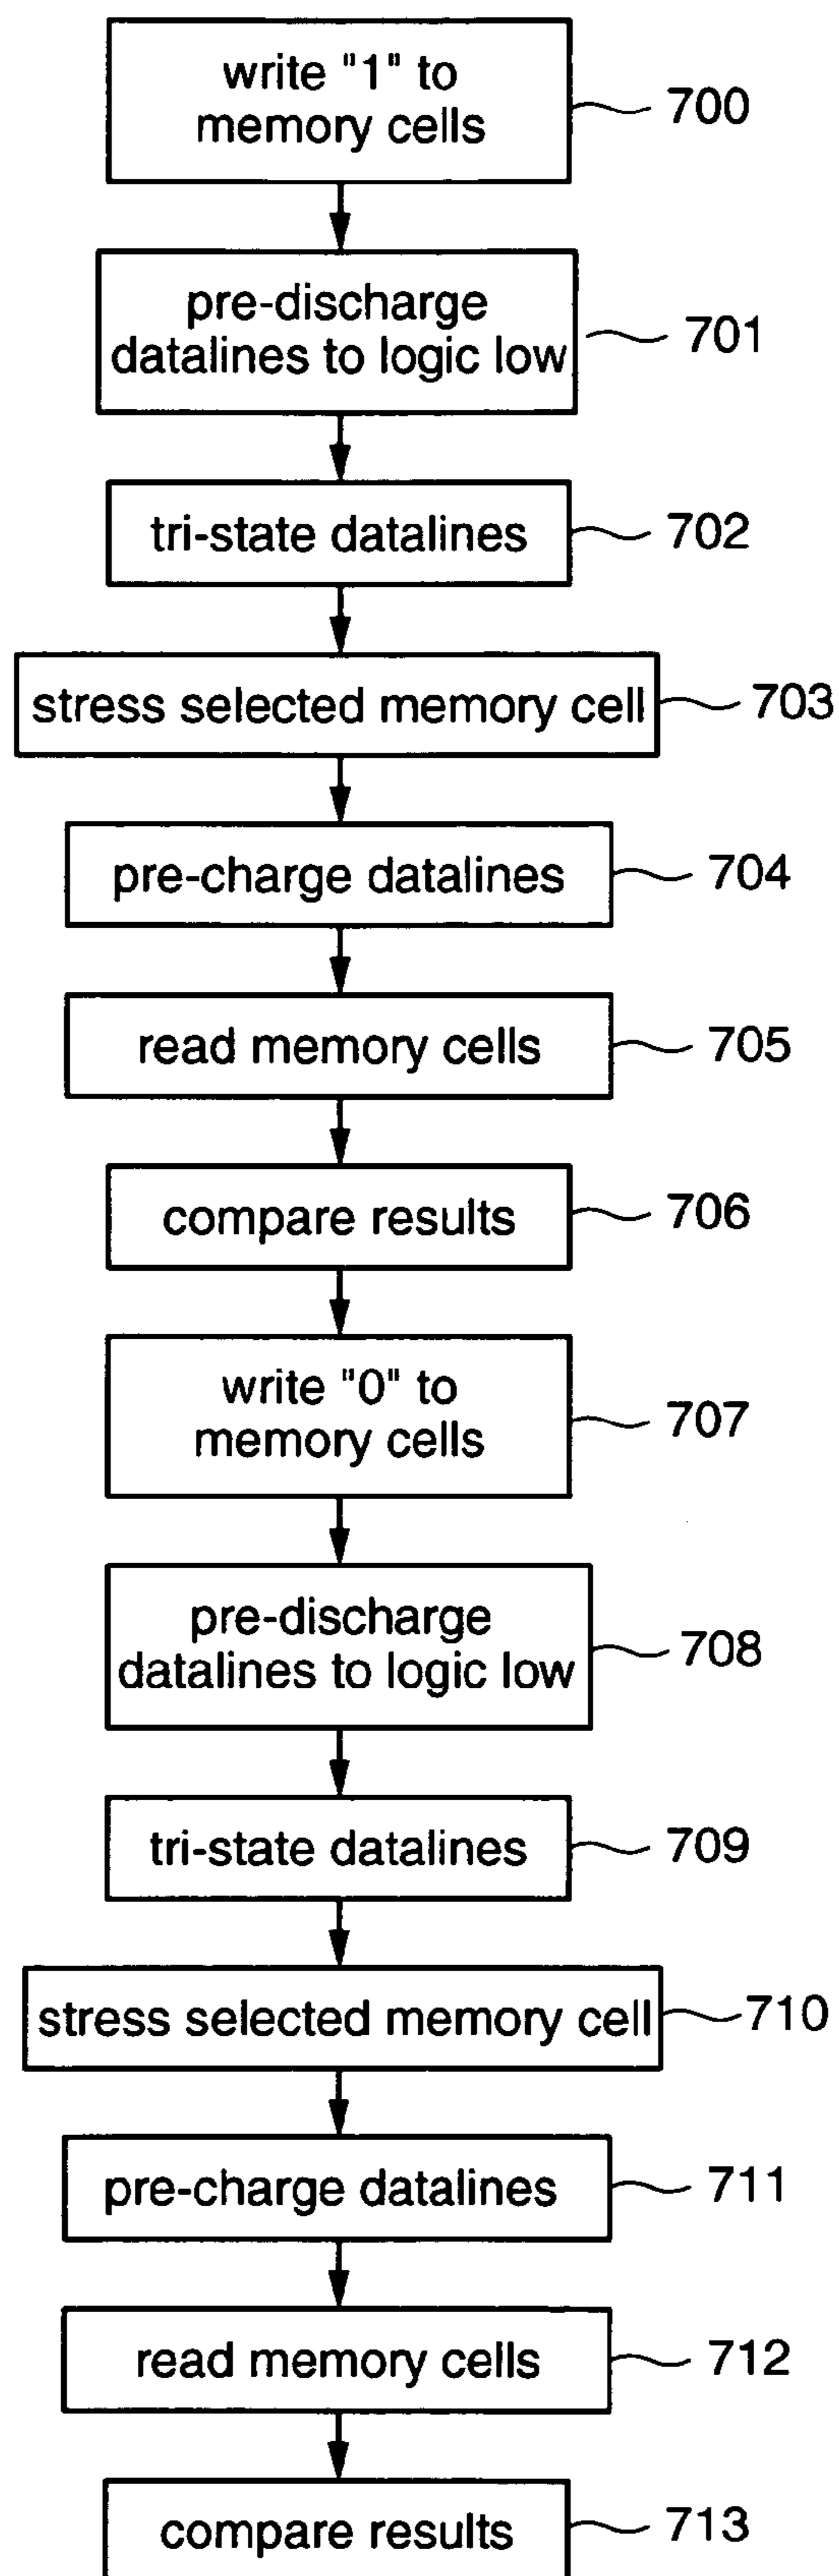 write "1" to
memory cells
700
pre-discharge
datalines to logic low
701
tri-state datalines
702
stress selected memory cell
703
pre-charge datalines
704
read memory cells
705
compare results
706
write "0" to
memory cells
707
pre-discharge
datalines to logic low
708
tri-state datalines
709
stress selected memory cell
710
pre-charge datalines
711
read memory cells
712
compare results
713